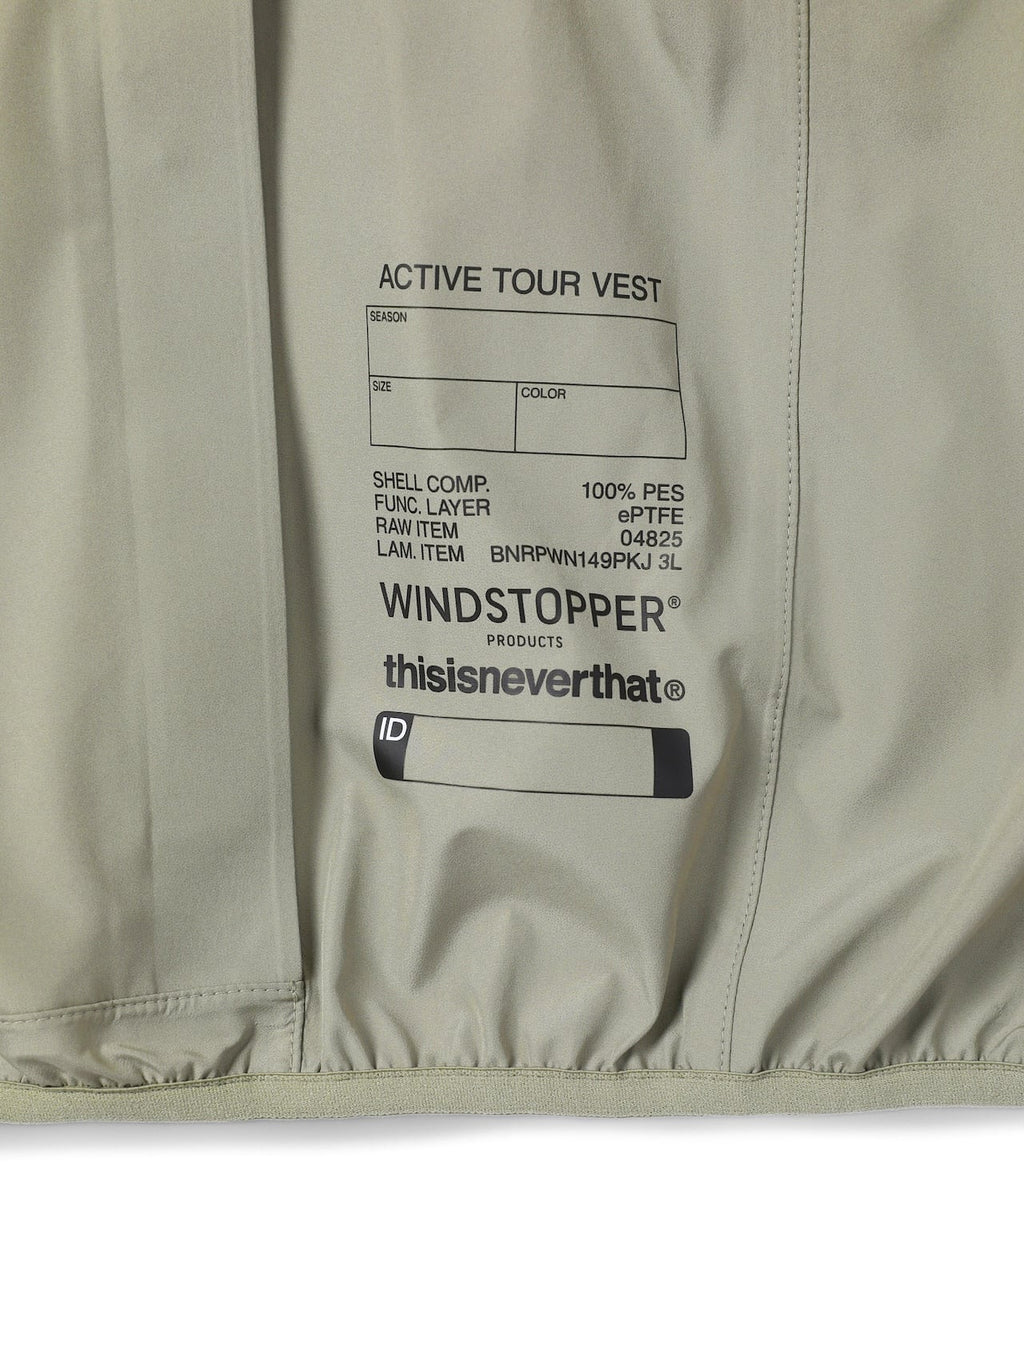 ACTIVE TOUR VEST
SEASON
SIZE COLOR
SHELL COMP. 100% PES
FUNC. LAYER ePTFE
RAW ITEM 04825
LAM. ITEM BNRPWN149PKJ 3L
WINDSTOPPER®
PRODUCTS
thisisneverthat®
ID